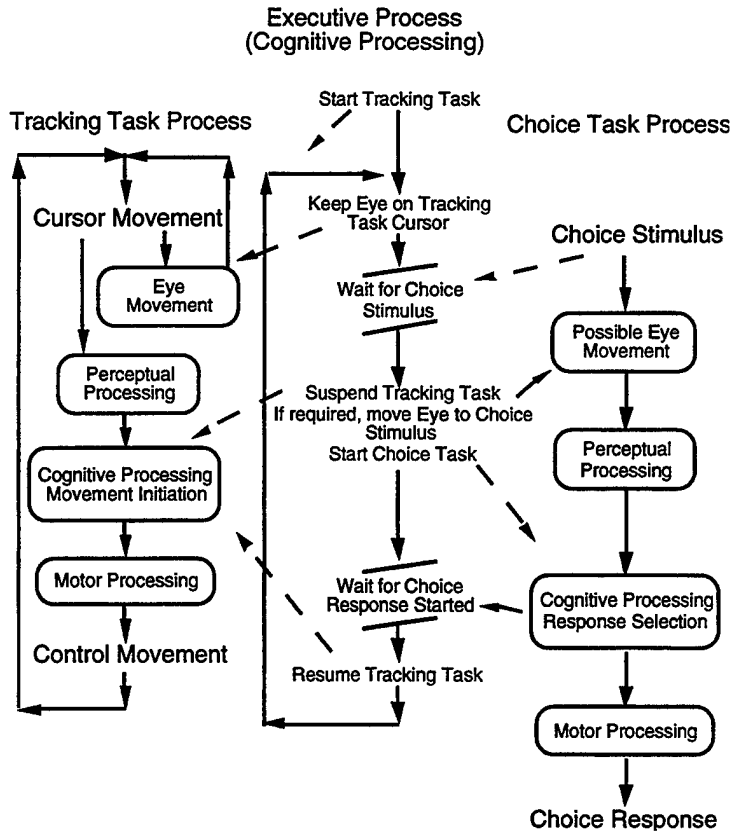 Executive Process
(Cognitive Processing)
Tracking Task Process
Cursor Movement
Eye
Movement
Perceptual
Processing
Cognitive Processing
Movement Initiation
Motor Processing
Control Movement
Start Tracking Task
Keep Eye on Tracking
Task Cursor
Wait for Choice
Stimulus
Suspend Tracking Task
If required, move Eye to Choice
Stimulus
Start Choice Task
Wait for Choice
Response Started
Resume Tracking Task
Choice Task Process
Choice Stimulus
Possible Eye
Movement
Perceptual
Processing
Cognitive Processing
Response Selection
Motor Processing
Choice Response